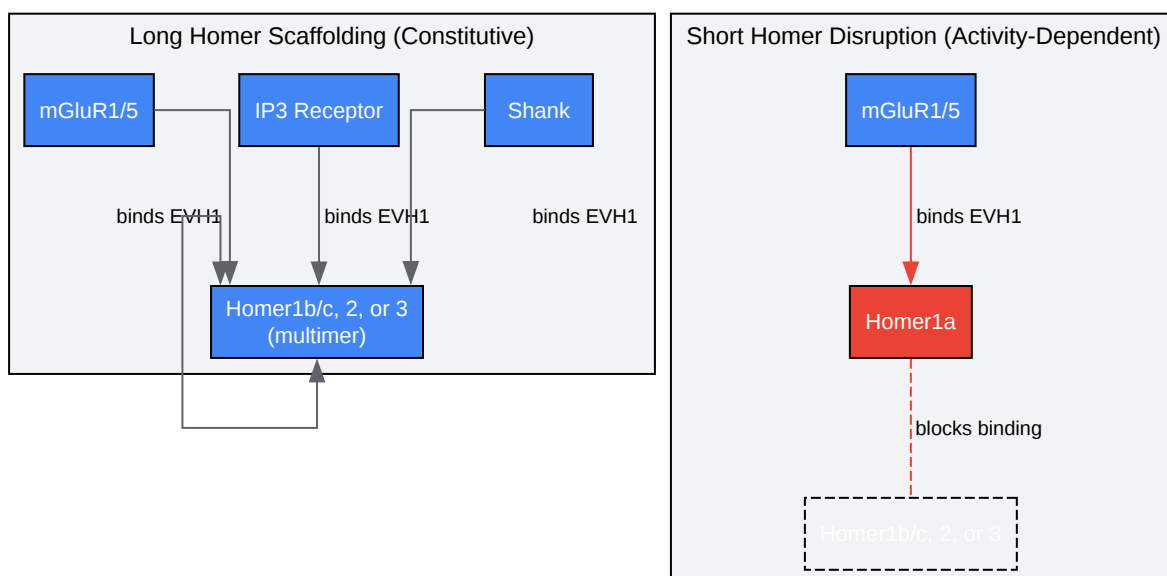 Long Homer Scaffolding (Constitutive)
mGluR1/5
IP3 Receptor
Shank
binds EVH1
binds EVH1
binds EVH1
Homer1b/c, 2, or 3
(multimer)
Short Homer Disruption (Activity-Dependent)
mGluR1/5
binds EVH1
Homer1a
blocks binding
Homer1b/c, 2, or 3